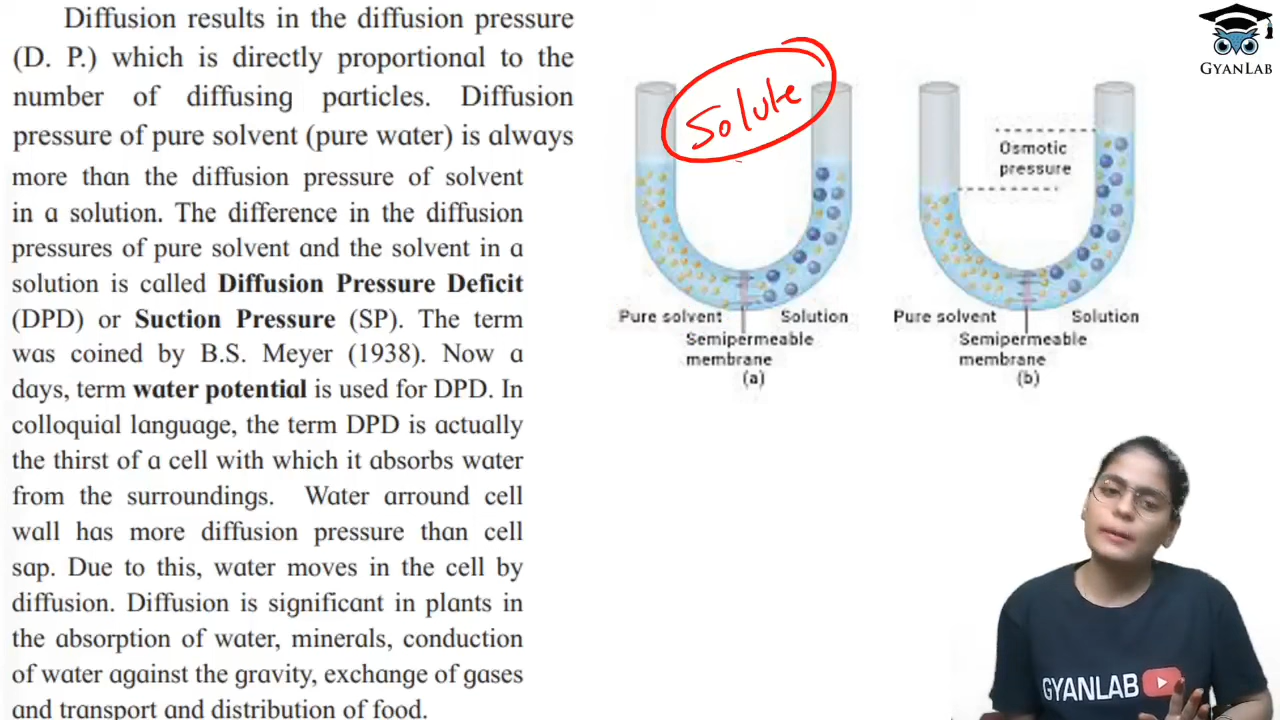 Diffusion results in the diffusion pressure
(D. P.) which is directly proportional to the
number of diffusing particles. Diffusion
pressure of pure solvent (pure water) is always
more than the diffusion pressure of solvent
in a solution. The difference in the diffusion
pressures of pure solvent and the solvent in a
solution is called Diffusion Pressure Deficit
(DPD) or Suction Pressure (SP). The term
was coined by B.S. Meyer (1938). Now a
days, term water potential is used for DPD. In
colloquial language, the term DPD is actually
the thirst of a cell with which it absorbs water
from the surroundings. Water arround cell
wall has more diffusion pressure than cell
sap. Due to this, water moves in the cell by
diffusion. Diffusion is significant in plants in
the absorption of water, minerals, conduction
of water against the gravity, exchange of gases
and transport and distribution of food.
Solute
Pure solvent
Solution
Semipermeable
membrane
(a)
Osmotic
pressure
Pure solvent
Solution
Semipermeable
membrane
(b)
GYANLAB
GYANLAB